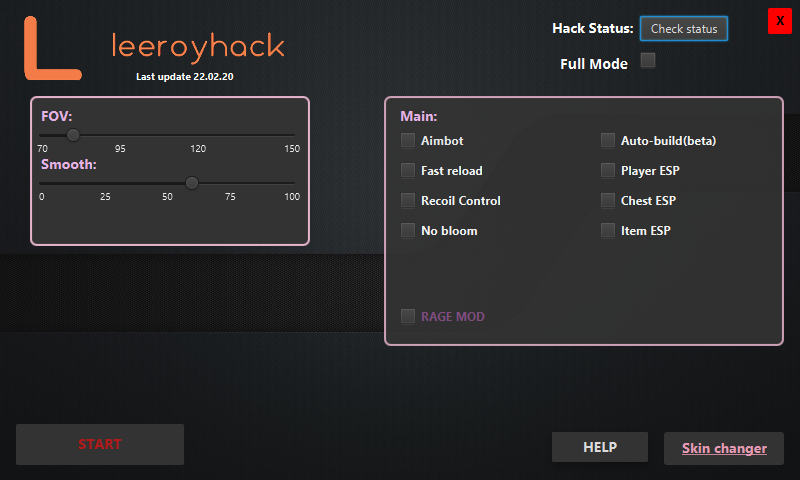 leeroyhack
Last update 22.02.20
Hack Status: Check status
X
Full Mode
FOV:
70 95 120 150
Smooth:
0 25 50 75 100
Main:
Aimbot Auto-build(beta)
Fast reload Player ESP
Recoil Control Chest ESP
No bloom Item ESP
RAGE MOD
START
HELP
Skin changer